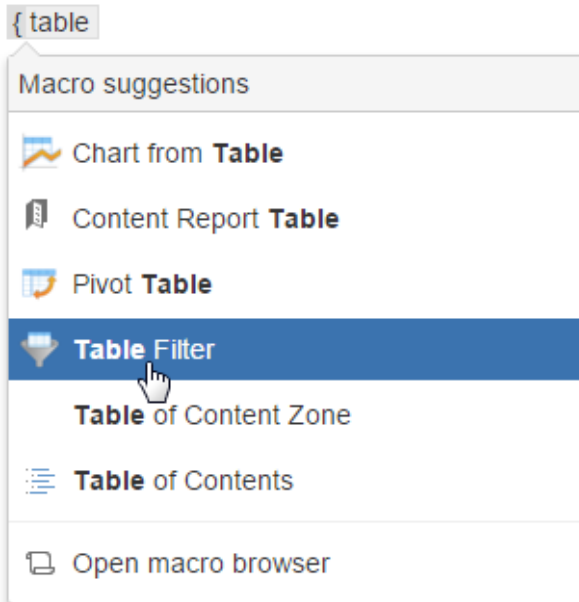 { table
Macro suggestions
Chart from Table
Content Report Table
Pivot Table
Table Filter
Table of Content Zone
Table of Contents
Open macro browser